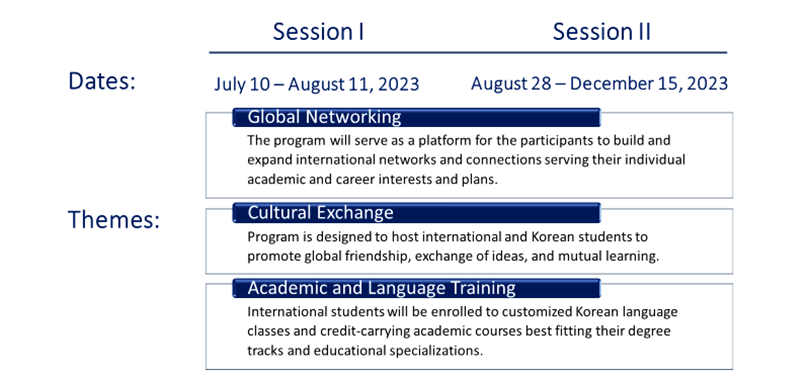 Session I
Session II
Dates:
July 10 – August 11, 2023
August 28 – December 15, 2023
Themes:
Global Networking
The program will serve as a platform for the participants to build and
expand international networks and connections serving their individual
academic and career interests and plans.
Cultural Exchange
Program is designed to host international and Korean students to
promote global friendship, exchange of ideas, and mutual learning.
Academic and Language Training
International students will be enrolled to customized Korean language
classes and credit-carrying academic courses best fitting their degree
tracks and educational specializations.